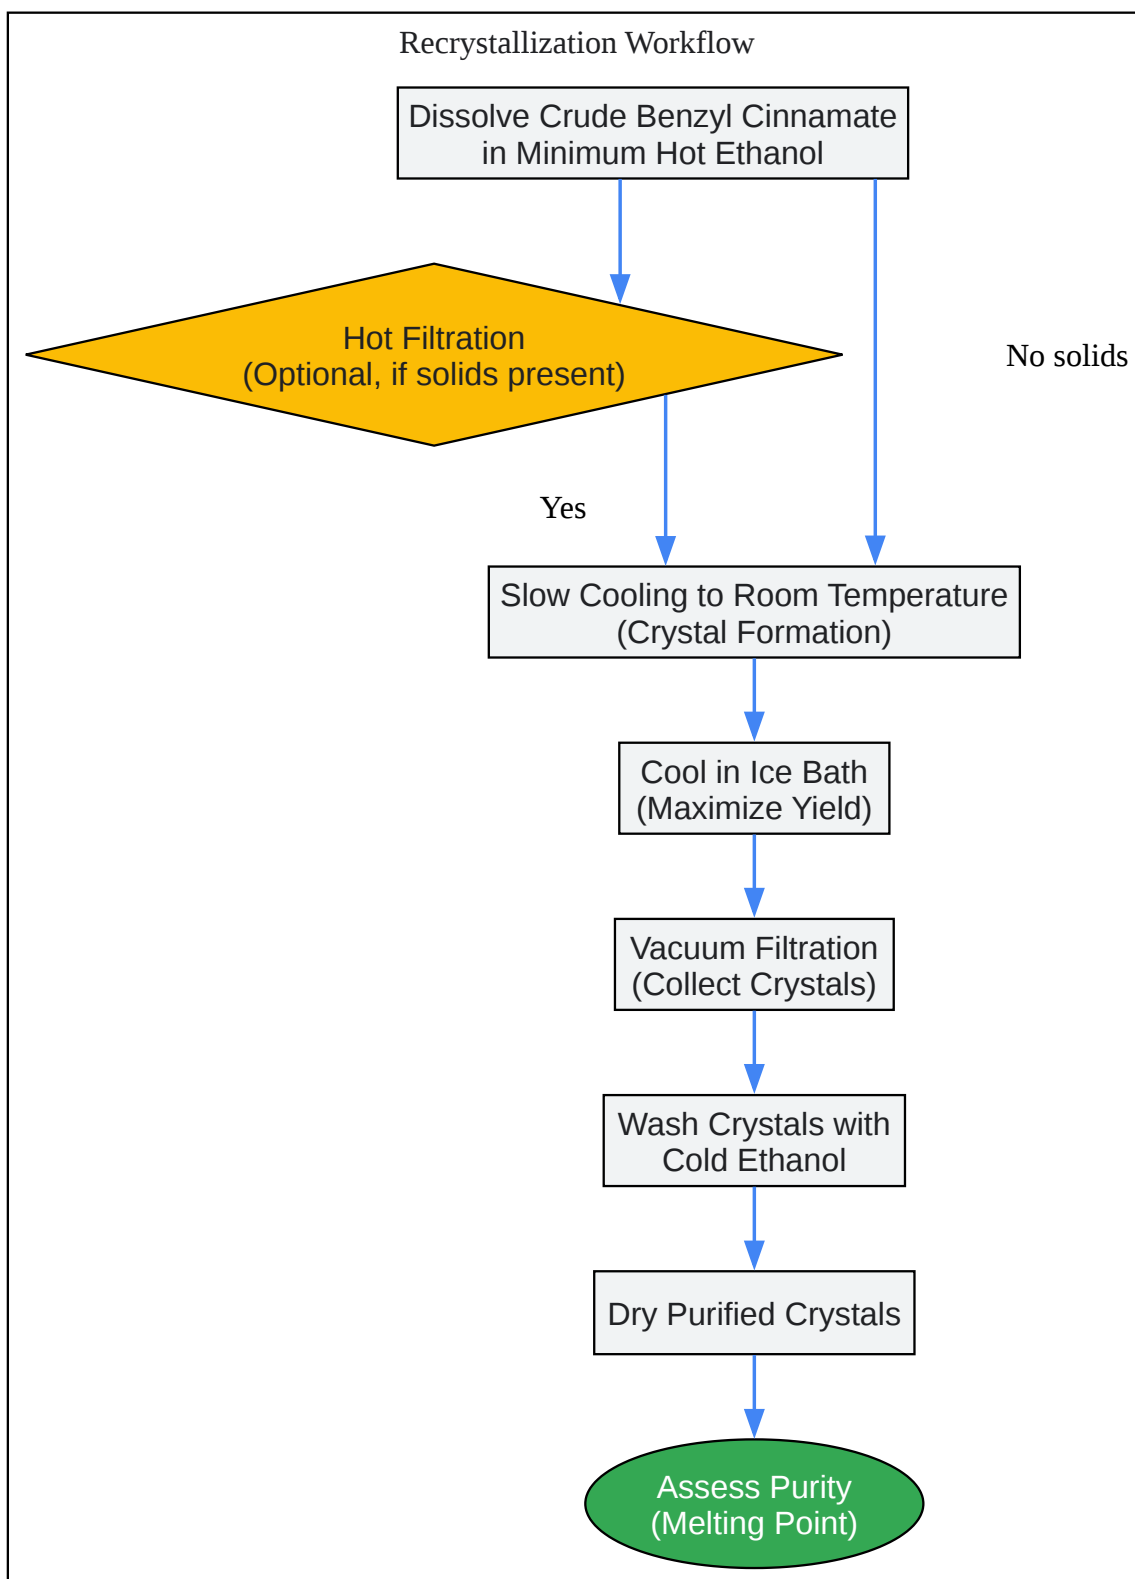 Recrystallization Workflow
Dissolve Crude Benzyl Cinnamate
in Minimum Hot Ethanol
Hot Filtration
(Optional, if solids present)
No solids
Yes
Slow Cooling to Room Temperature
(Crystal Formation)
Cool in Ice Bath
(Maximize Yield)
Vacuum Filtration
(Collect Crystals)
Wash Crystals with
Cold Ethanol
Dry Purified Crystals
Assess Purity
(Melting Point)